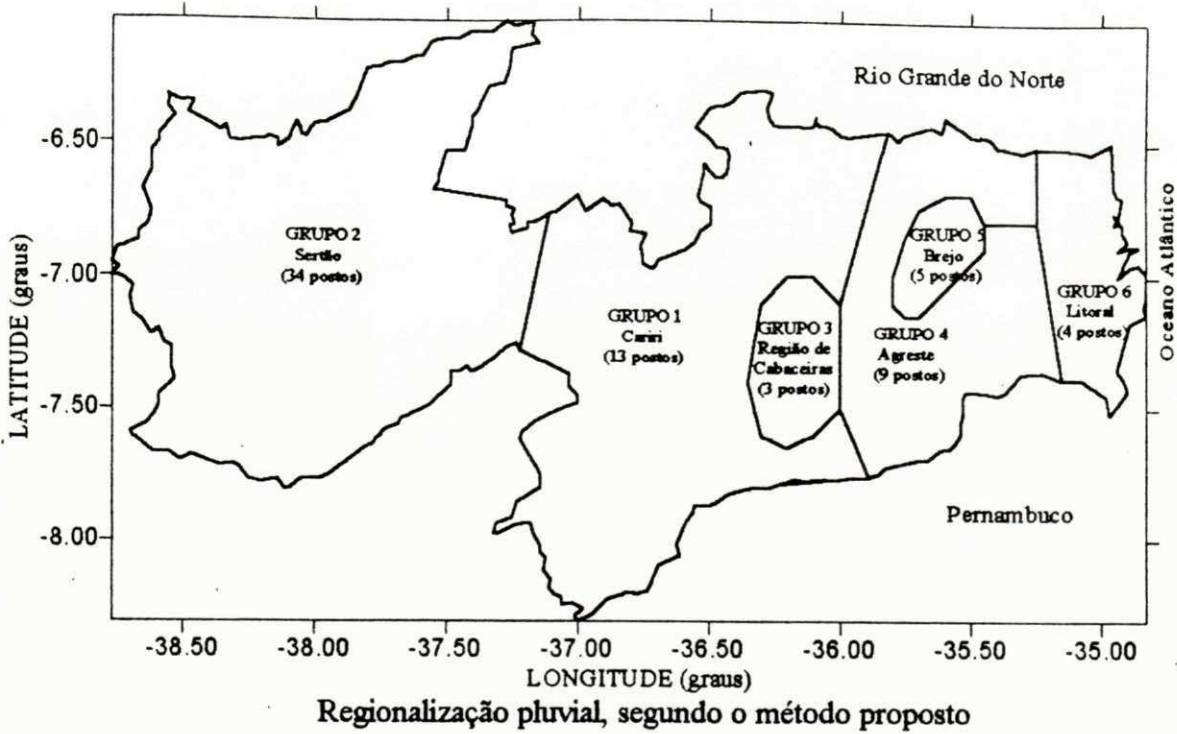 Rio Grande do Norte
-6.50
-7.00
-7.50
-8.00
LATITUDE (graus)
GRUPO 2
Sertão
(34 postos)
GRUPO 1
Cariri
(13 postos)
GRUPO 3
Região de
Cabaceiras
(3 postos)
GRUPO 5
Brejo
(5 postos)
GRUPO 4
Agreste
(9 postos)
GRUPO 6
Litoral
(4 postos)
Oceano Atlântico
Pernambuco
-38.50 -38.00 -37.50 -37.00 -36.50 -36.00 -35.50 -35.00
LONGITUDE (graus)
Regionalização pluvial, segundo o método proposto